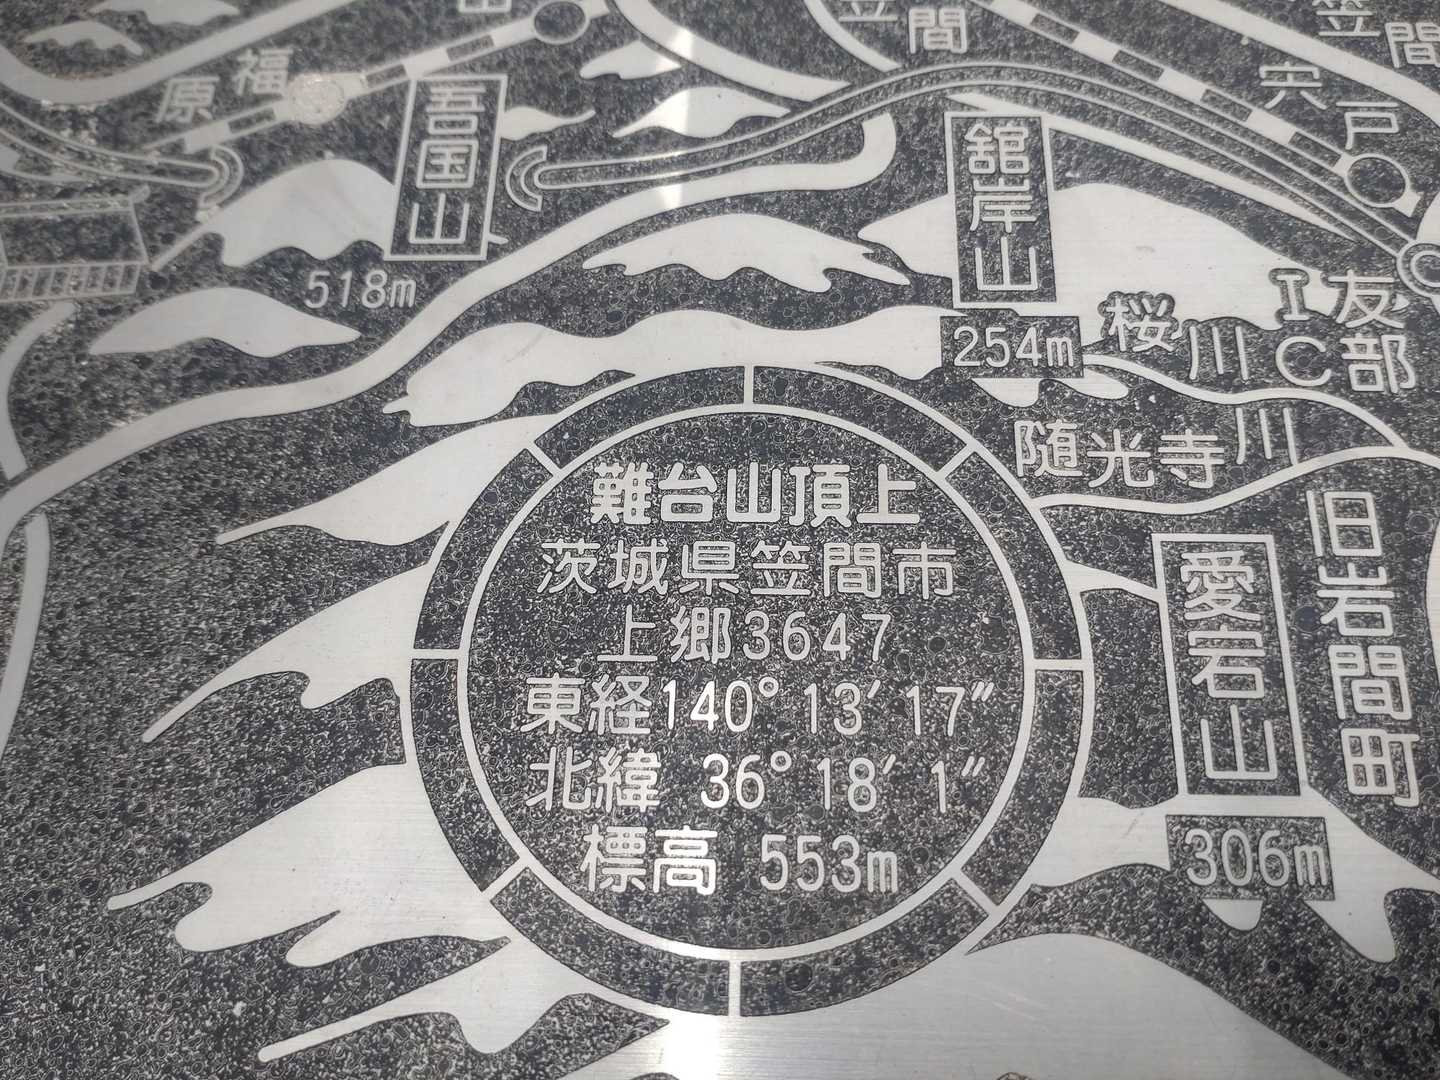 福原
笠間
笠間
宍戸
吾国山
518m
舘岸山
254m
桜川
友部
IC
随光寺川
難台山頂上
茨城県笠間市
上郷3647
東経140°13′17″
北緯 36°18′1″
標高 553m
愛宕山
306m
旧岩間町